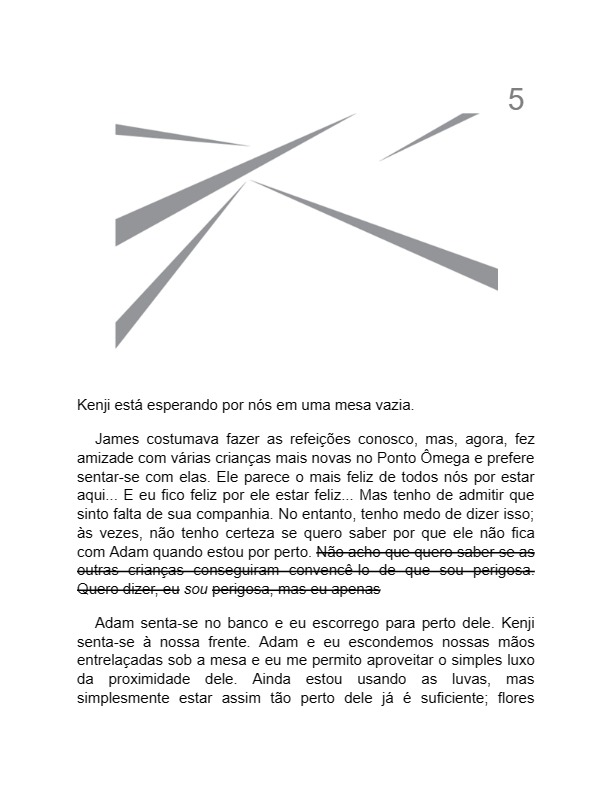 5
Kenji está esperando por nós em uma mesa vazia.
James costumava fazer as refeições conosco, mas, agora, fez
amizade com várias crianças mais novas no Ponto Ômega e prefere
sentar-se com elas. Ele parece o mais feliz de todos nós por estar
aqui... E eu fico feliz por ele estar feliz... Mas tenho de admitir que
sinto falta de sua companhia. No entanto, tenho medo de dizer isso;
às vezes, não tenho certeza se quero saber por que ele não fica
com Adam quando estou por perto. Não acho que quero saber se as
outras crianças conseguiram convencê-lo de que sou perigosa.
Quero dizer, eu sou perigosa, mas eu apenas
Adam senta-se no banco e eu escorrego para perto dele. Kenji
senta-se à nossa frente. Adam e eu escondemos nossas mãos
entrelaçadas sob a mesa e eu me permito aproveitar o simples luxo
da proximidade dele. Ainda estou usando as luvas, mas
simplesmente estar assim tão perto dele já é suficiente; flores